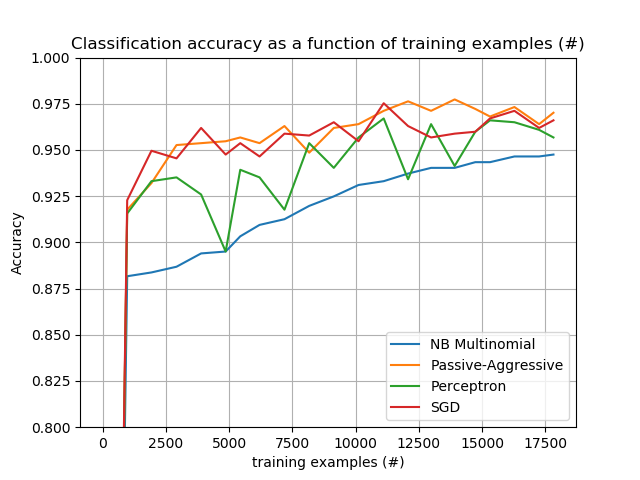 Classification accuracy as a function of training examples (#)
1.000
0.975
0.950
0.925
0.900
0.875
0.850
0.825
0.800
Accuracy
NB Multinomial
Passive-Aggressive
Perceptron
SGD
0 2500 5000 7500 10000 12500 15000 17500
training examples (#)